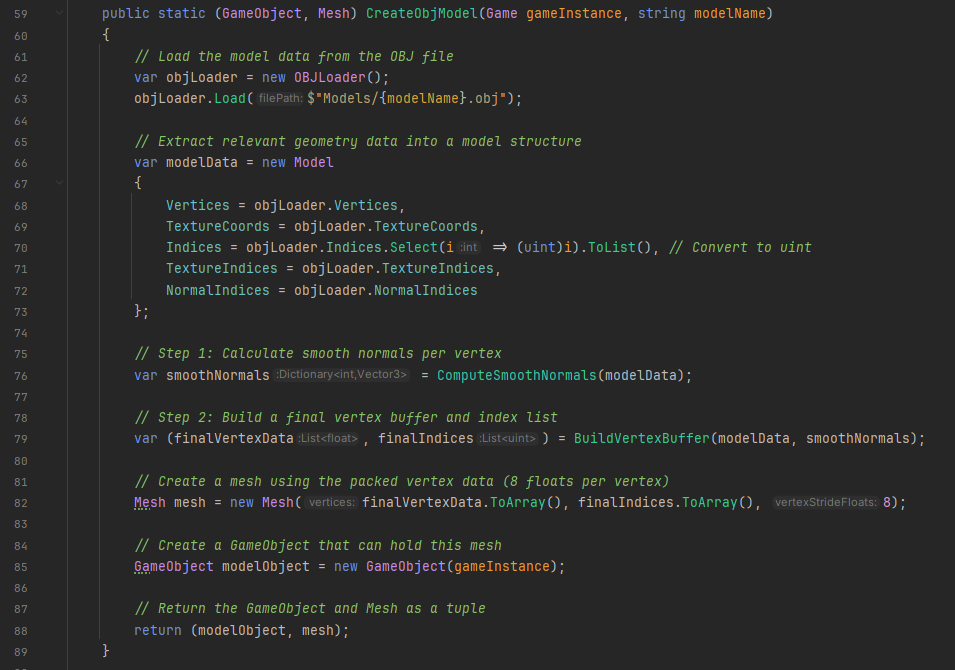 59 public static (GameObject, Mesh) CreateObjModel(Game gameInstance, string modelName)
60 {
61 // Load the model data from the OBJ file
62 var objLoader = new OBJLoader();
63 objLoader.Load( filePath: $"Models/{modelName}.obj");
64
65 // Extract relevant geometry data into a model structure
66 var modelData = new Model
67 {
68 Vertices = objLoader.Vertices,
69 TextureCoords = objLoader.TextureCoords,
70 Indices = objLoader.Indices.Select(i :int => (uint)i).ToList(), // Convert to uint
71 TextureIndices = objLoader.TextureIndices,
72 NormalIndices = objLoader.NormalIndices
73 };
74
75 // Step 1: Calculate smooth normals per vertex
76 var smoothNormals :Dictionary<int,Vector3> = ComputeSmoothNormals(modelData);
77
78 // Step 2: Build a final vertex buffer and index list
79 var (finalVertexData :List<float> , finalIndices :List<uint> ) = BuildVertexBuffer(modelData, smoothNormals);
80
81 // Create a mesh using the packed vertex data (8 floats per vertex)
82 Mesh mesh = new Mesh( vertices: finalVertexData.ToArray(), finalIndices.ToArray(), vertexStrideFloats: 8);
83
84 // Create a GameObject that can hold this mesh
85 GameObject modelObject = new GameObject(gameInstance);
86
87 // Return the GameObject and Mesh as a tuple
88 return (modelObject, mesh);
89 }